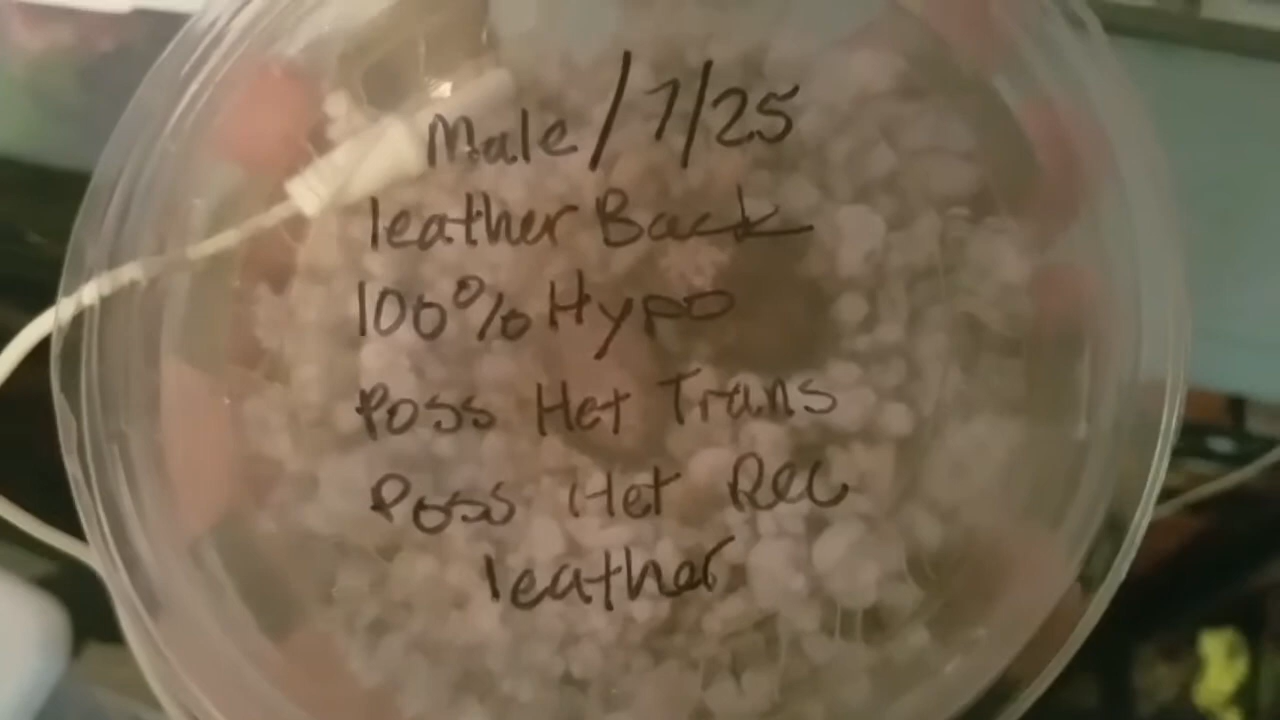 Male / 7/25
leather Back
100% Hypo
Poss Het Trans
Poss Het Rec
leather